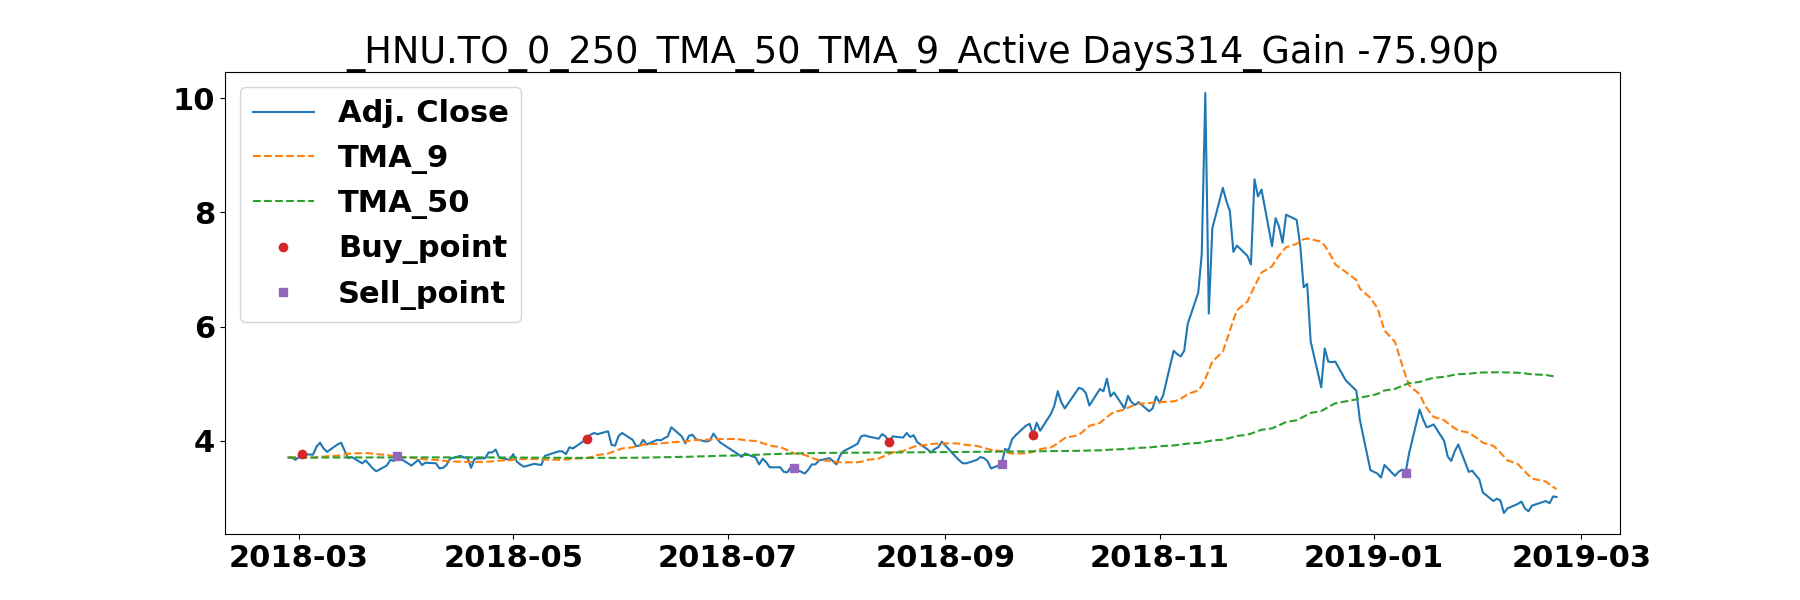 _HNU.TO_0_250_TMA_50_TMA_9_Active Days314_Gain -75.90p
10
8
6
4
Adj. Close
TMA_9
TMA_50
Buy_point
Sell_point
2018-03 2018-05 2018-07 2018-09 2018-11 2019-01 2019-03